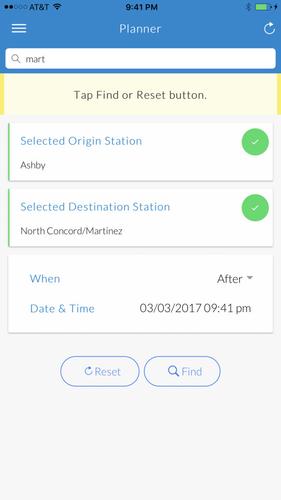 AT&T 9:41 PM
Planner
mart
Tap Find or Reset button.
Selected Origin Station
Ashby
Selected Destination Station
North Concord/Martinez
When After
Date & Time 03/03/2017 09:41 pm
Reset Find